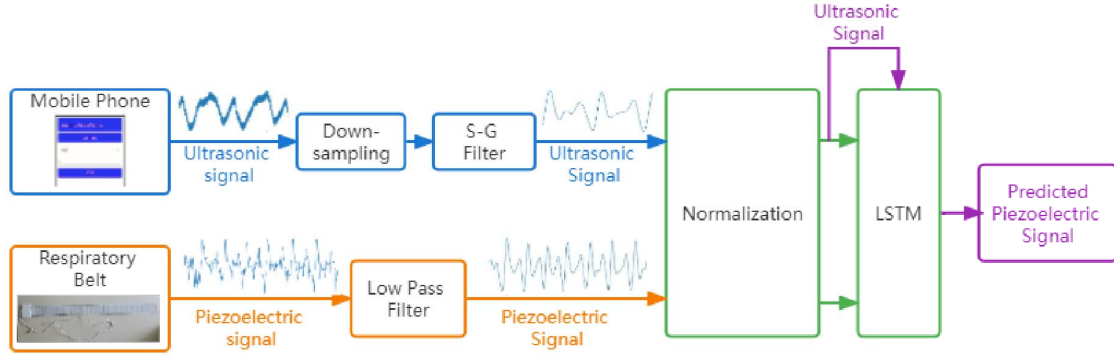 Ultrasonic
Signal
Mobile Phone
Ultrasonic
signal
Down-
sampling
S-G
Filter
Ultrasonic
Signal
Normalization
LSTM
Predicted
Piezoelectric
Signal
Respiratory
Belt
Piezoelectric
signal
Low Pass
Filter
Piezoelectric
Signal